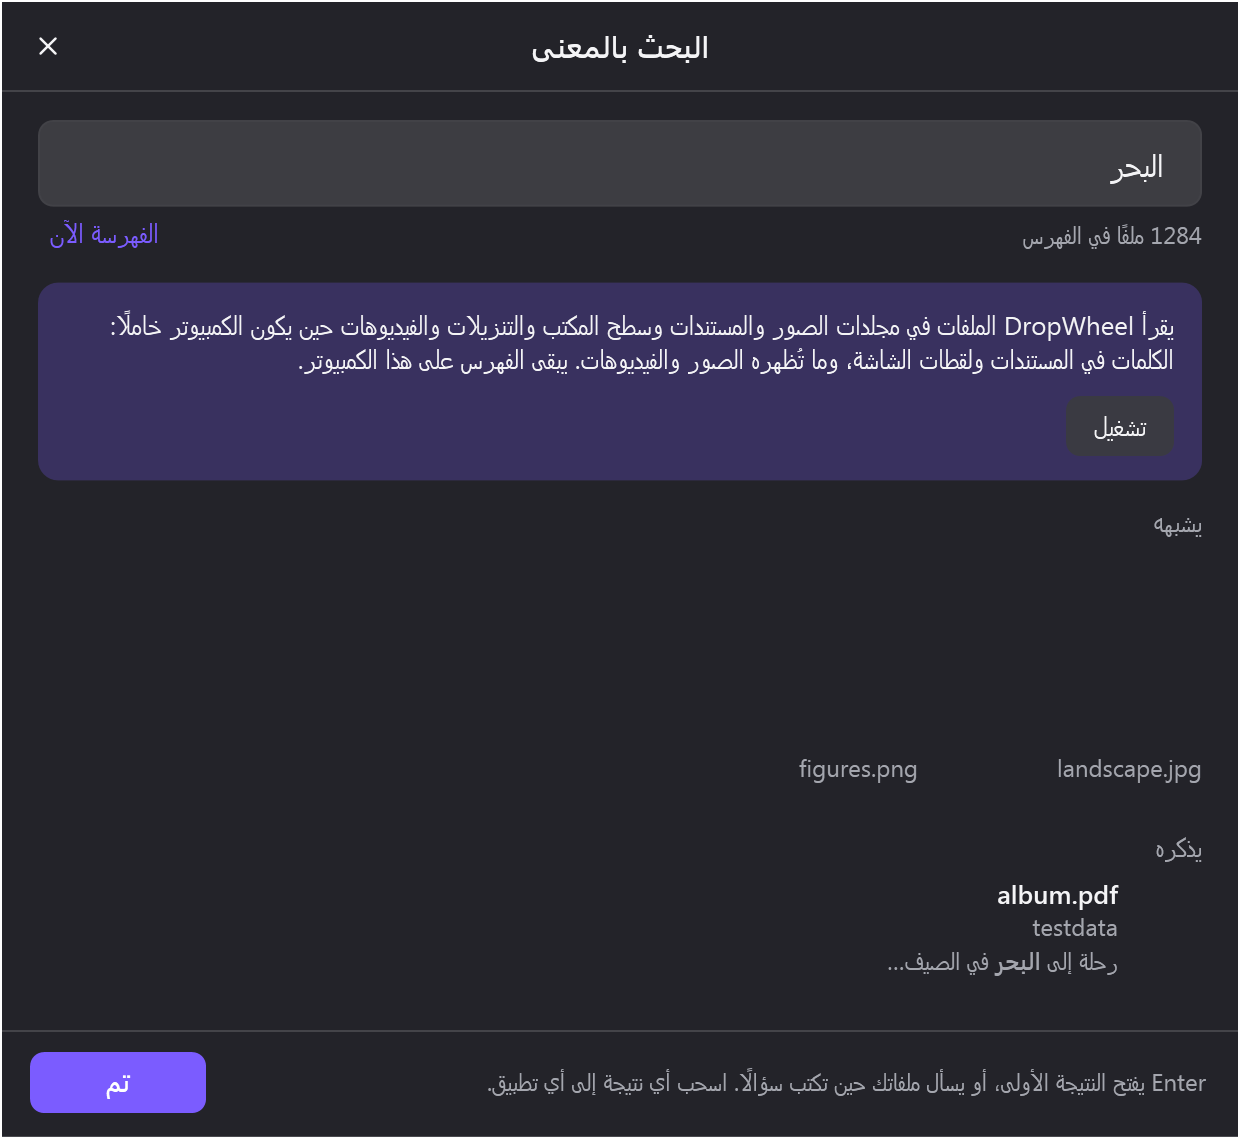 البحث بالمعنى
البحر
1284 ملفًا في الفهرس
الفهرسة الآن
يقرأ DropWheel الملفات في مجلدات الصور والمستندات وسطح المكتب والتنزيلات والفيديوهات حين يكون الكمبيوتر خاملًا:
الكلمات في المستندات ولقطات الشاشة، وما تُظهره الصور والفيديوهات. يبقى الفهرس على هذا الكمبيوتر.
تشغيل
يشبهه
landscape.jpg
figures.png
يذكره
album.pdf
testdata
رحلة إلى البحر في الصيف...
Enter يفتح النتيجة الأولى، أو يسأل ملفاتك حين تكتب سؤالًا. اسحب أي نتيجة إلى أي تطبيق.
تم